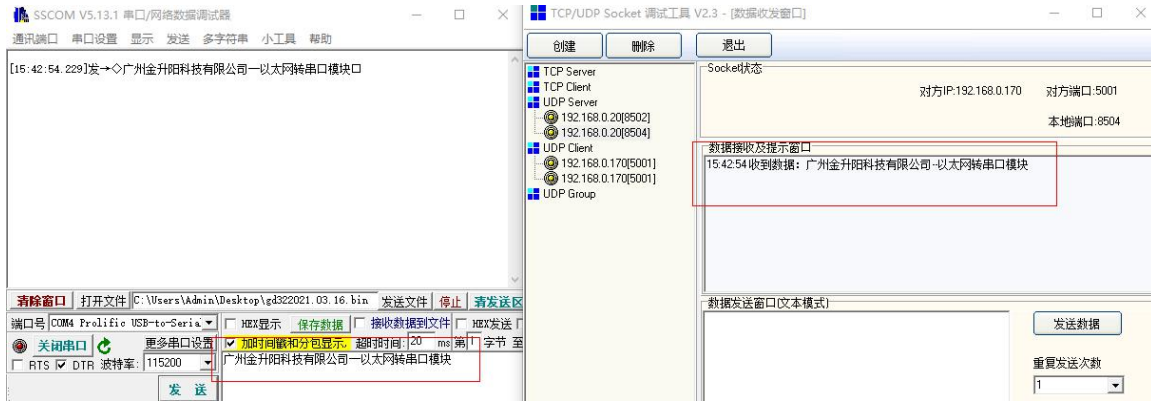 SSCOM V5.13.1 串口/网络数据调试器
通讯端口 串口设置 显示 发送 多字符串 小工具 帮助
[15:42:54.229]发→◇广州金升阳科技有限公司—以太网转串口模块□
清除窗口 打开文件 C:\Users\Admin\Desktop\gd322021.03.16.bin 发送文件 停止 清发送区
端口号 COM4 Prolific USB-to-Seria HEX显示 保存数据 接收数据到文件 HEX发送
关闭串口 更多串口设置 加时间戳和分包显示. 超时时间: 20 ms 第 1 字节 至
RTS DTR 波特率: 115200 广州金升阳科技有限公司—以太网转串口模块
发 送
TCP/UDP Socket 调试工具 V2.3 - [数据收发窗口]
创建 删除 退出
TCP Server
TCP Client
UDP Server
192.168.0.20[8502]
192.168.0.20[8504]
UDP Client
192.168.0.170[5001]
192.168.0.170[5001]
UDP Group
Socket状态
对方IP:192.168.0.170 对方端口:5001
本地端口:8504
数据接收及提示窗口
15:42:54 收到数据：广州金升阳科技有限公司--以太网转串口模块
数据发送窗口(文本模式)
发送数据
重复发送次数
1